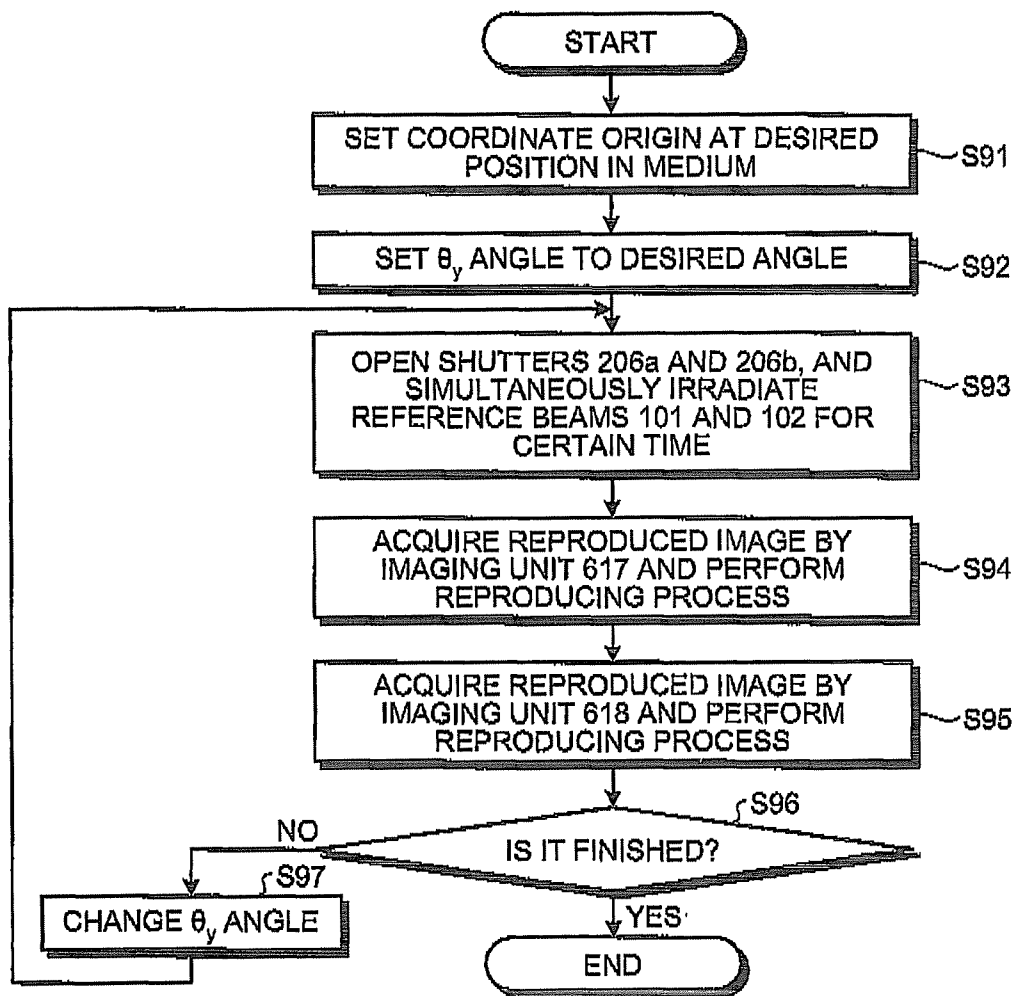 START
SET COORDINATE ORIGIN AT DESIRED
POSITION IN MEDIUM
S91
SET θy ANGLE TO DESIRED ANGLE
S92
OPEN SHUTTERS 206a AND 206b, AND
SIMULTANEOUSLY IRRADIATE
REFERENCE BEAMS 101 AND 102 FOR
CERTAIN TIME
S93
ACQUIRE REPRODUCED IMAGE BY
IMAGING UNIT 617 AND PERFORM
REPRODUCING PROCESS
S94
ACQUIRE REPRODUCED IMAGE BY
IMAGING UNIT 618 AND PERFORM
REPRODUCING PROCESS
S95
S96
IS IT FINISHED?
NO
S97
CHANGE θy ANGLE
YES
END